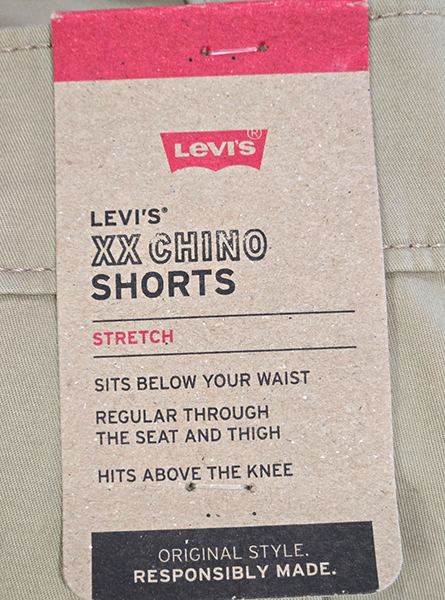 Levi's®
LEVI'S®
XX CHINO
SHORTS
STRETCH
SITS BELOW YOUR WAIST
REGULAR THROUGH
THE SEAT AND THIGH
HITS ABOVE THE KNEE
ORIGINAL STYLE.
RESPONSIBLY MADE.